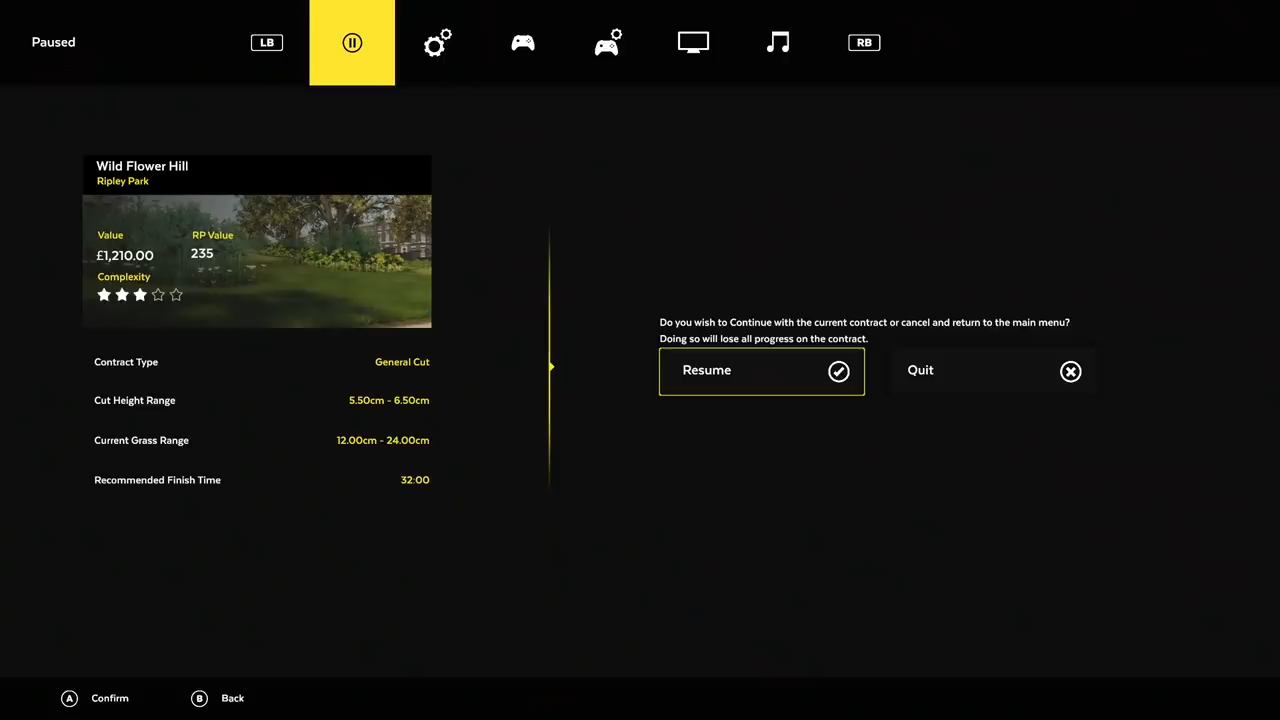 Paused
LB
RB
Wild Flower Hill
Ripley Park
Value
RP Value
£1,210.00
235
Complexity
Contract Type
General Cut
Cut Height Range
5.50cm - 6.50cm
Current Grass Range
12.00cm - 24.00cm
Recommended Finish Time
32:00
Do you wish to Continue with the current contract or cancel and return to the main menu?
Doing so will lose all progress on the contract.
Resume
Quit
A Confirm
B Back